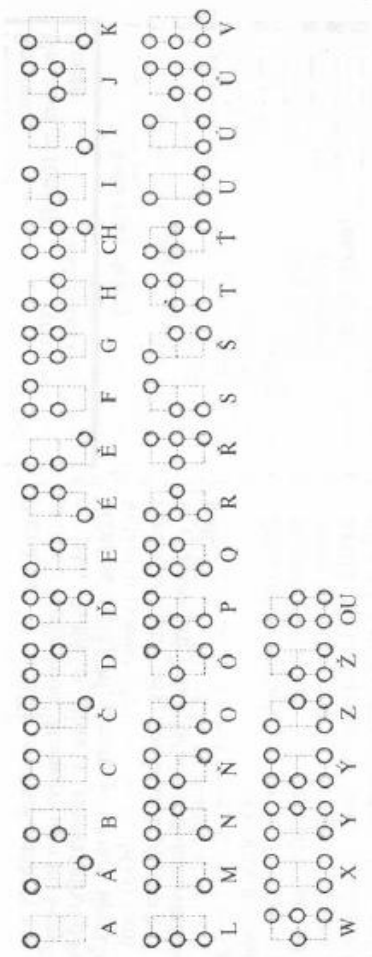 A Á B C Č D Ď E É Ě F G H CH I Í J K
L M N Ň O Ó P Q R Ř S Š T Ť U Ú Ů V
W X Y Ý Z Ž OU